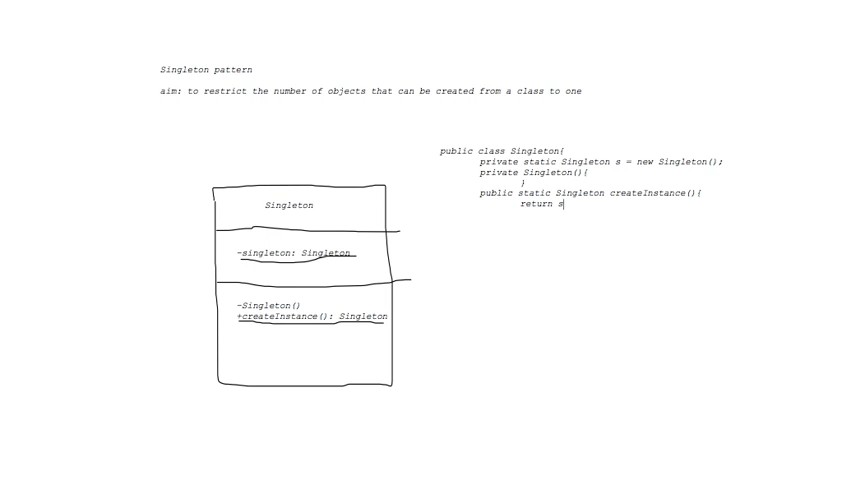 Singleton pattern
aim: to restrict the number of objects that can be created from a class to one
public class Singleton{
private static Singleton s = new Singleton();
private Singleton(){
}
public static Singleton createInstance(){
return s
Singleton
-singleton: Singleton
-Singleton()
+createInstance(): Singleton